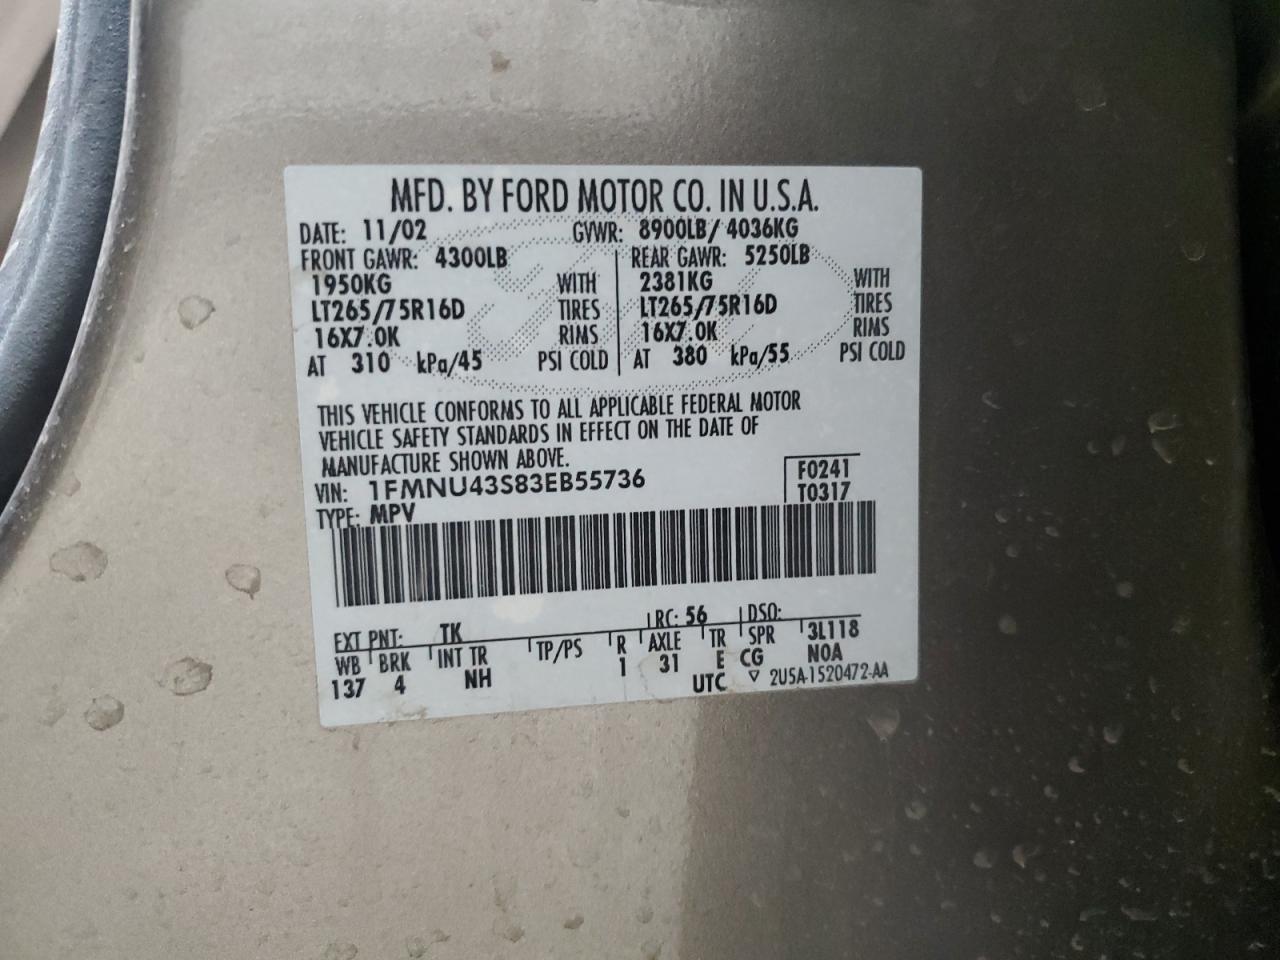 MFD. BY FORD MOTOR CO. IN U.S.A.
DATE: 11/02 GVWR: 8900LB/ 4036KG
FRONT GAWR: 4300LB REAR GAWR: 5250LB
1950KG WITH 2381KG WITH
LT265/75R16D TIRES LT265/75R16D TIRES
16X7.0K RIMS 16X7.0K RIMS
AT 310 kPa/45 PSI COLD AT 380 kPa/55 PSI COLD
THIS VEHICLE CONFORMS TO ALL APPLICABLE FEDERAL MOTOR
VEHICLE SAFETY STANDARDS IN EFFECT ON THE DATE OF
MANUFACTURE SHOWN ABOVE.
VIN: 1FMNU43S83EB55736 F0241
TYPE: MPV T0317
EXT PNT: TK RC: 56 DSO:
WB BRK INT TR TP/PS R AXLE TR SPR 3L118
137 4 NH 1 31 E CG NOA
UTC ▽ 2U5A-1520472-AA